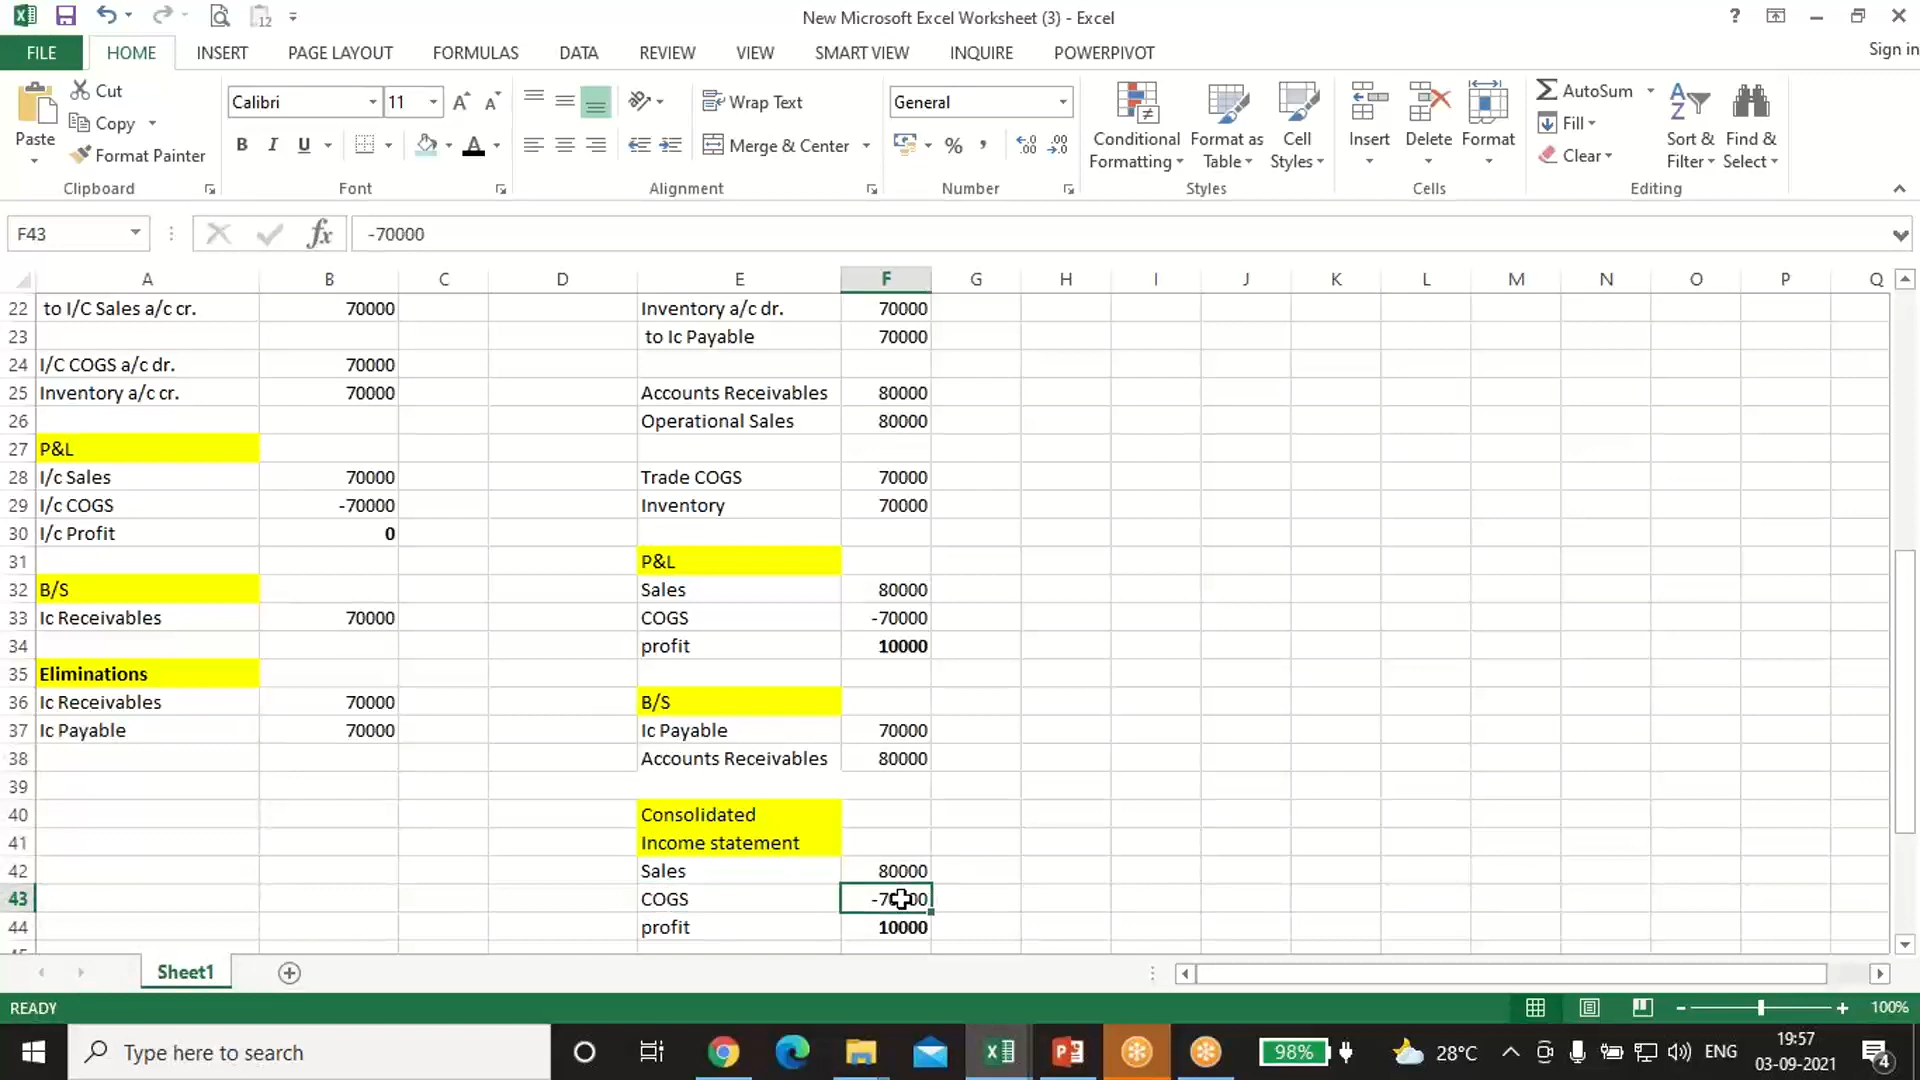 New Microsoft Excel Worksheet (3) - Excel
FILE HOME INSERT PAGE LAYOUT FORMULAS DATA REVIEW VIEW SMART VIEW INQUIRE POWERPIVOT Sign in
Paste Cut Copy Format Painter
Clipboard
Calibri 11
B I U
Font
Wrap Text
Merge & Center
Alignment
General
%
Number
Conditional Formatting Format as Table Cell Styles
Styles
Insert Delete Format
Cells
AutoSum Fill Clear
Sort & Filter Find & Select
Editing
F43 fx -70000
A B C D E F G H I J K L M N O P Q
22 to I/C Sales a/c cr. 70000 Inventory a/c dr. 70000
23 to Ic Payable 70000
24 I/C COGS a/c dr. 70000
25 Inventory a/c cr. 70000 Accounts Receivables 80000
26 Operational Sales 80000
27 P&L
28 I/c Sales 70000 Trade COGS 70000
29 I/c COGS -70000 Inventory 70000
30 I/c Profit 0
31 P&L
32 B/S Sales 80000
33 Ic Receivables 70000 COGS -70000
34 profit 10000
35 Eliminations
36 Ic Receivables 70000 B/S
37 Ic Payable 70000 Ic Payable 70000
38 Accounts Receivables 80000
39
40 Consolidated
41 Income statement
42 Sales 80000
43 COGS -70000
44 profit 10000
Sheet1
READY 100%
Type here to search 98% 28°C ENG 19:57
03-09-2021 4